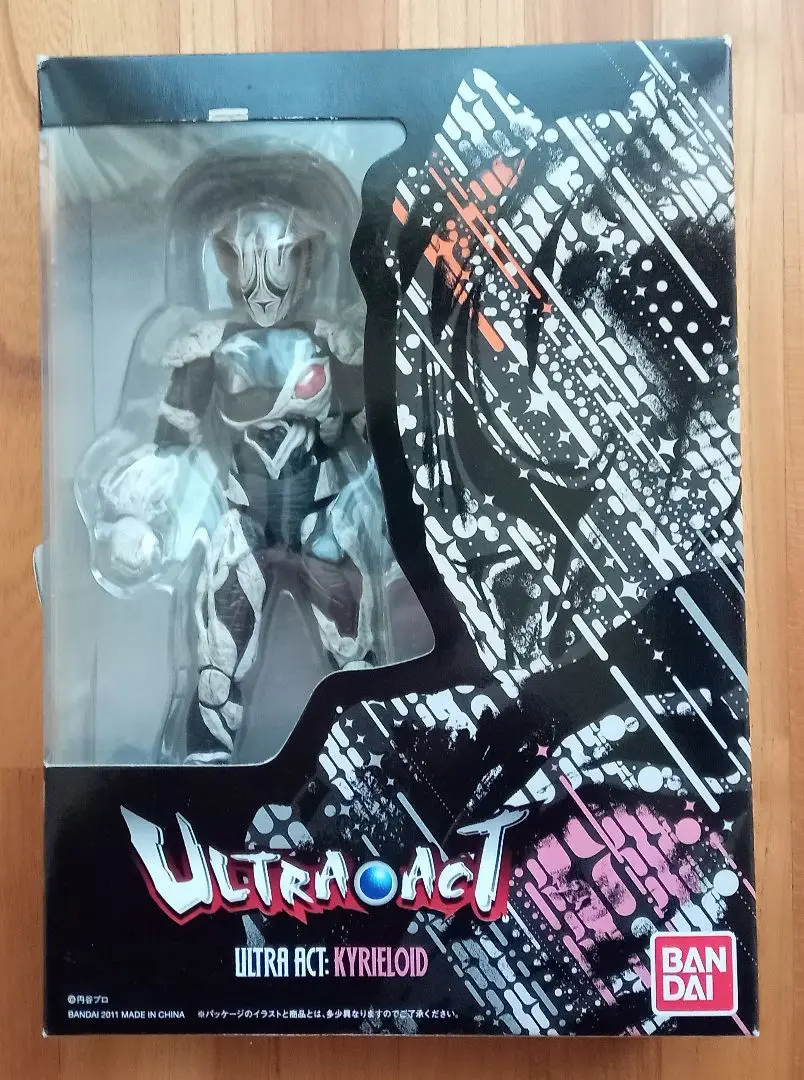 ULTRA ACT
ULTRA ACT: KYRIELOID
BAN
DAI
©円谷プロ
BANDAI 2011 MADE IN CHINA ※パッケージのイラストと商品とは、多少異なりますのでご了承ください。